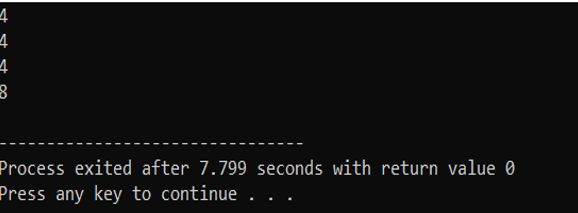 4
4
4
8
--------------------------------
Process exited after 7.799 seconds with return value 0
Press any key to continue . . .